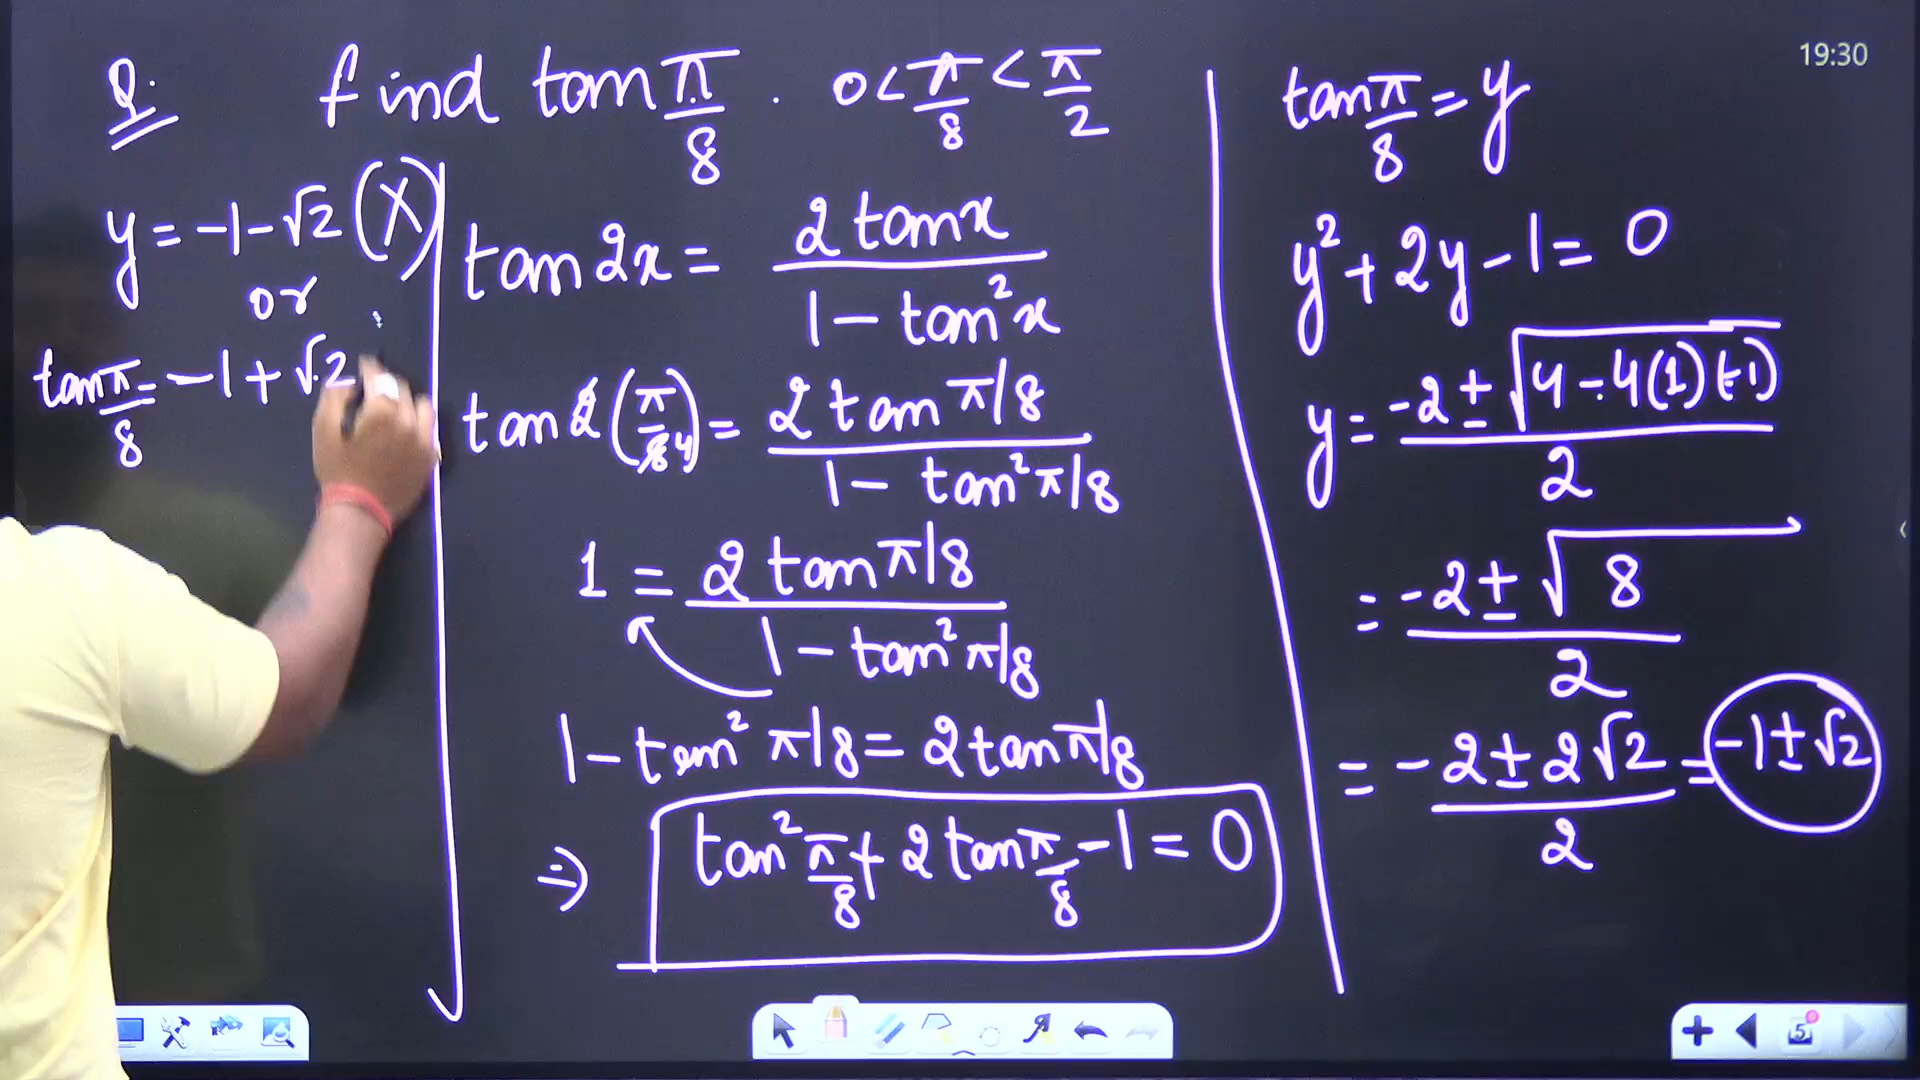 Q. find tan π/8 . 0 < π/8 < π/2
y = -1 - √2 (X)
or
tan π/8 = -1 + √2
tan 2x = 2 tan x / 1 - tan² x
tan 2 (π/8 4) = 2 tan π/8 / 1 - tan² π/8
1 = 2 tan π/8 / 1 - tan² π/8
1 - tan² π/8 = 2 tan π/8
⇒ tan² π/8 + 2 tan π/8 - 1 = 0
19:30
tan π/8 = y
y² + 2y - 1 = 0
y = -2 ± √4 - 4(1)(-1) / 2
= -2 ± √8 / 2
= -2 ± 2√2 / 2 = -1 ± √2
5